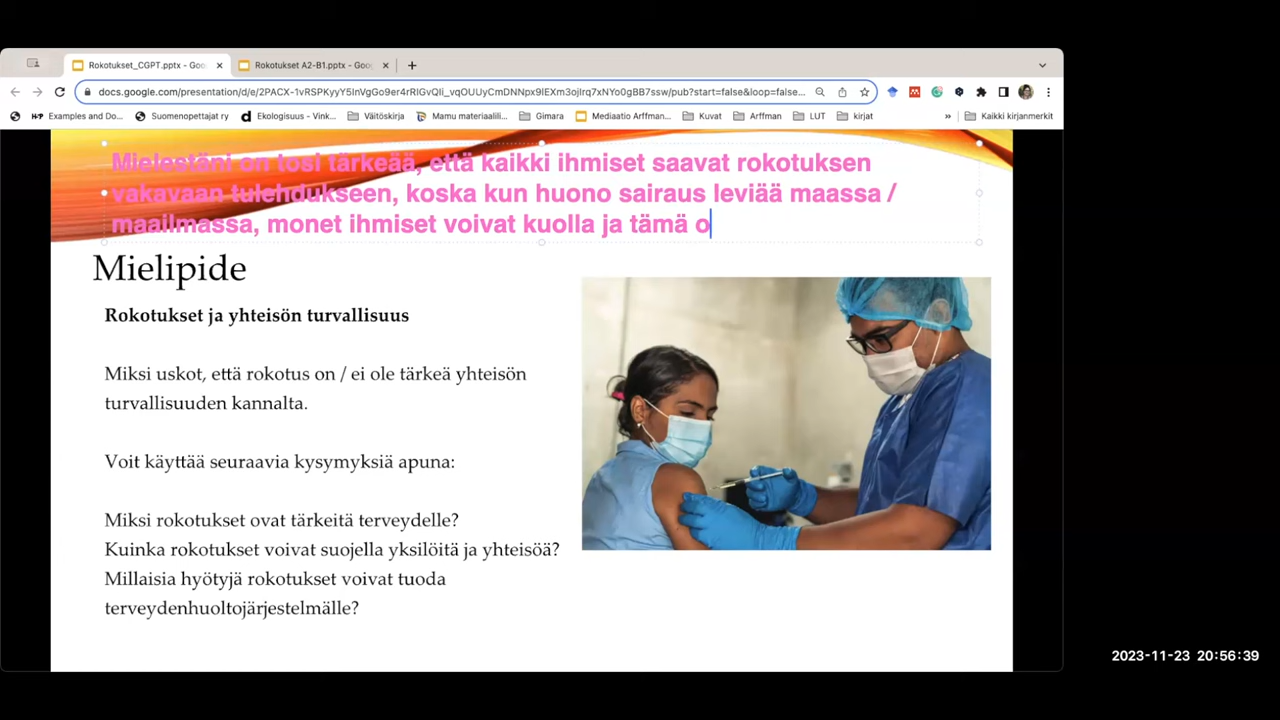 Rokotukset_CGPT.pptx - Goo
Rokotukset A2-B1.pptx - Goo
docs.google.com/presentation/d/e/2PACX-1vRSPKyyY5InVgGo9er4rRIGvQIi_vqOUUyCmDNNpx9IEXm3ojIrq7xNYo0gBB7ssw/pub?start=false&loop=false...
Examples and Do... Suomenopettajat ry Ekologisuus - Vink... Väitöskirja Mamu materiaalili... Gimara Mediaatio Arffman... Kuvat Arffman LUT kirjat » Kaikki kirjanmerkit
Mielestäni on tosi tärkeää, että kaikki ihmiset saavat rokotuksen
vakavaan tulehdukseen, koska kun huono sairaus leviää maassa /
maailmassa, monet ihmiset voivat kuolla ja tämä o
Mielipide
Rokotukset ja yhteisön turvallisuus
Miksi uskot, että rokotus on / ei ole tärkeä yhteisön
turvallisuuden kannalta.
Voit käyttää seuraavia kysymyksiä apuna:
Miksi rokotukset ovat tärkeitä terveydelle?
Kuinka rokotukset voivat suojella yksilöitä ja yhteisöä?
Millaisia hyötyjä rokotukset voivat tuoda
terveydenhuoltojärjestelmälle?
2023-11-23 20:56:39